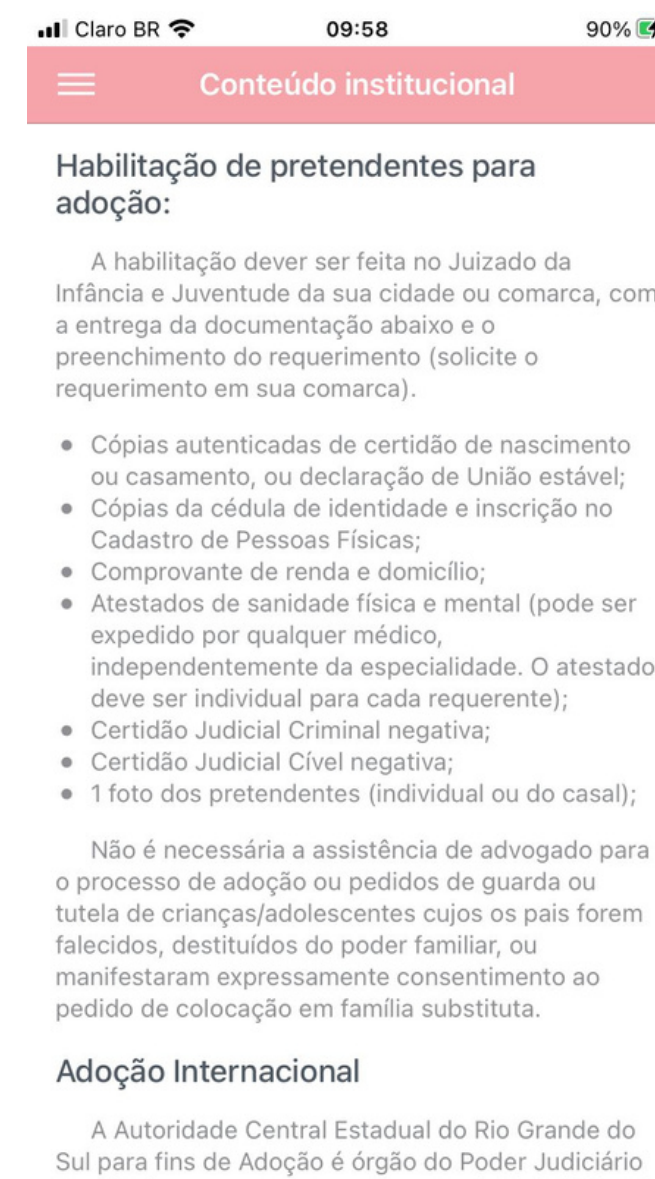 Claro BR
09:58
90%
Conteúdo institucional
Habilitação de pretendentes para
adoção:
A habilitação dever ser feita no Juizado da
Infância e Juventude da sua cidade ou comarca, com
a entrega da documentação abaixo e o
preenchimento do requerimento (solicite o
requerimento em sua comarca).
• Cópias autenticadas de certidão de nascimento
ou casamento, ou declaração de União estável;
• Cópias da cédula de identidade e inscrição no
Cadastro de Pessoas Físicas;
• Comprovante de renda e domicílio;
• Atestados de sanidade física e mental (pode ser
expedido por qualquer médico,
independentemente da especialidade. O atestado
deve ser individual para cada requerente);
• Certidão Judicial Criminal negativa;
• Certidão Judicial Cível negativa;
• 1 foto dos pretendentes (individual ou do casal);
Não é necessária a assistência de advogado para
o processo de adoção ou pedidos de guarda ou
tutela de crianças/adolescentes cujos os pais forem
falecidos, destituídos do poder familiar, ou
manifestaram expressamente consentimento ao
pedido de colocação em família substituta.
Adoção Internacional
A Autoridade Central Estadual do Rio Grande do
Sul para fins de Adoção é órgão do Poder Judiciário